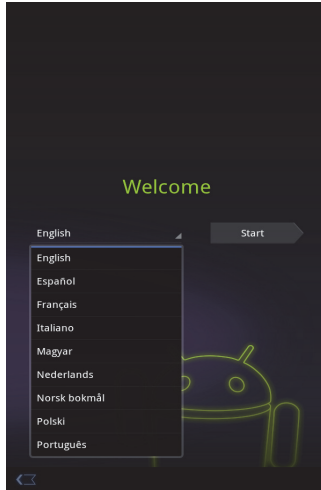 Welcome
English
Start
English
Español
Français
Italiano
Magyar
Nederlands
Norsk bokmål
Polski
Português